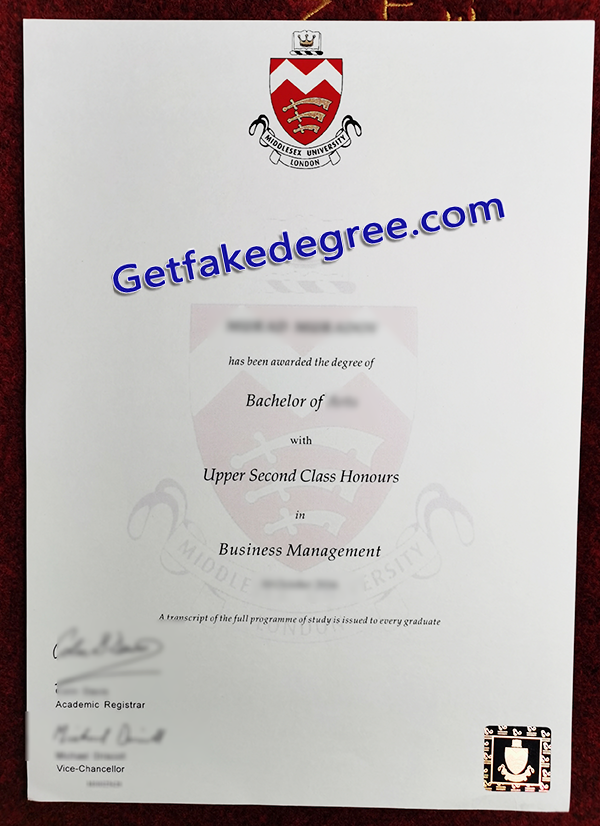 MIDDLESEX UNIVERSITY
LONDON
Getfakedegree.com
has been awarded the degree of
Bachelor of
with
Upper Second Class Honours
in
Business Management
A transcript of the full programme of study is issued to every graduate
Academic Registrar
Vice-Chancellor